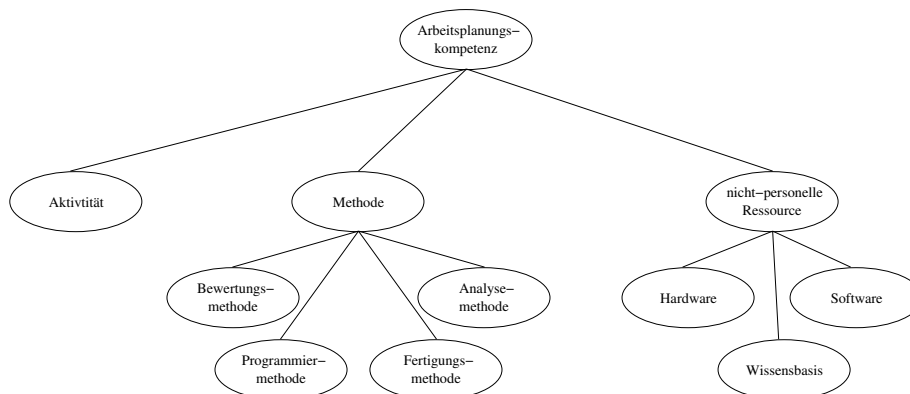 Arbeitsplanungs−
kompetenz
Aktivtität
Methode
nicht−personelle
Ressource
Bewertungs−
methode
Analyse−
methode
Hardware
Software
Programmier−
methode
Fertigungs−
methode
Wissensbasis